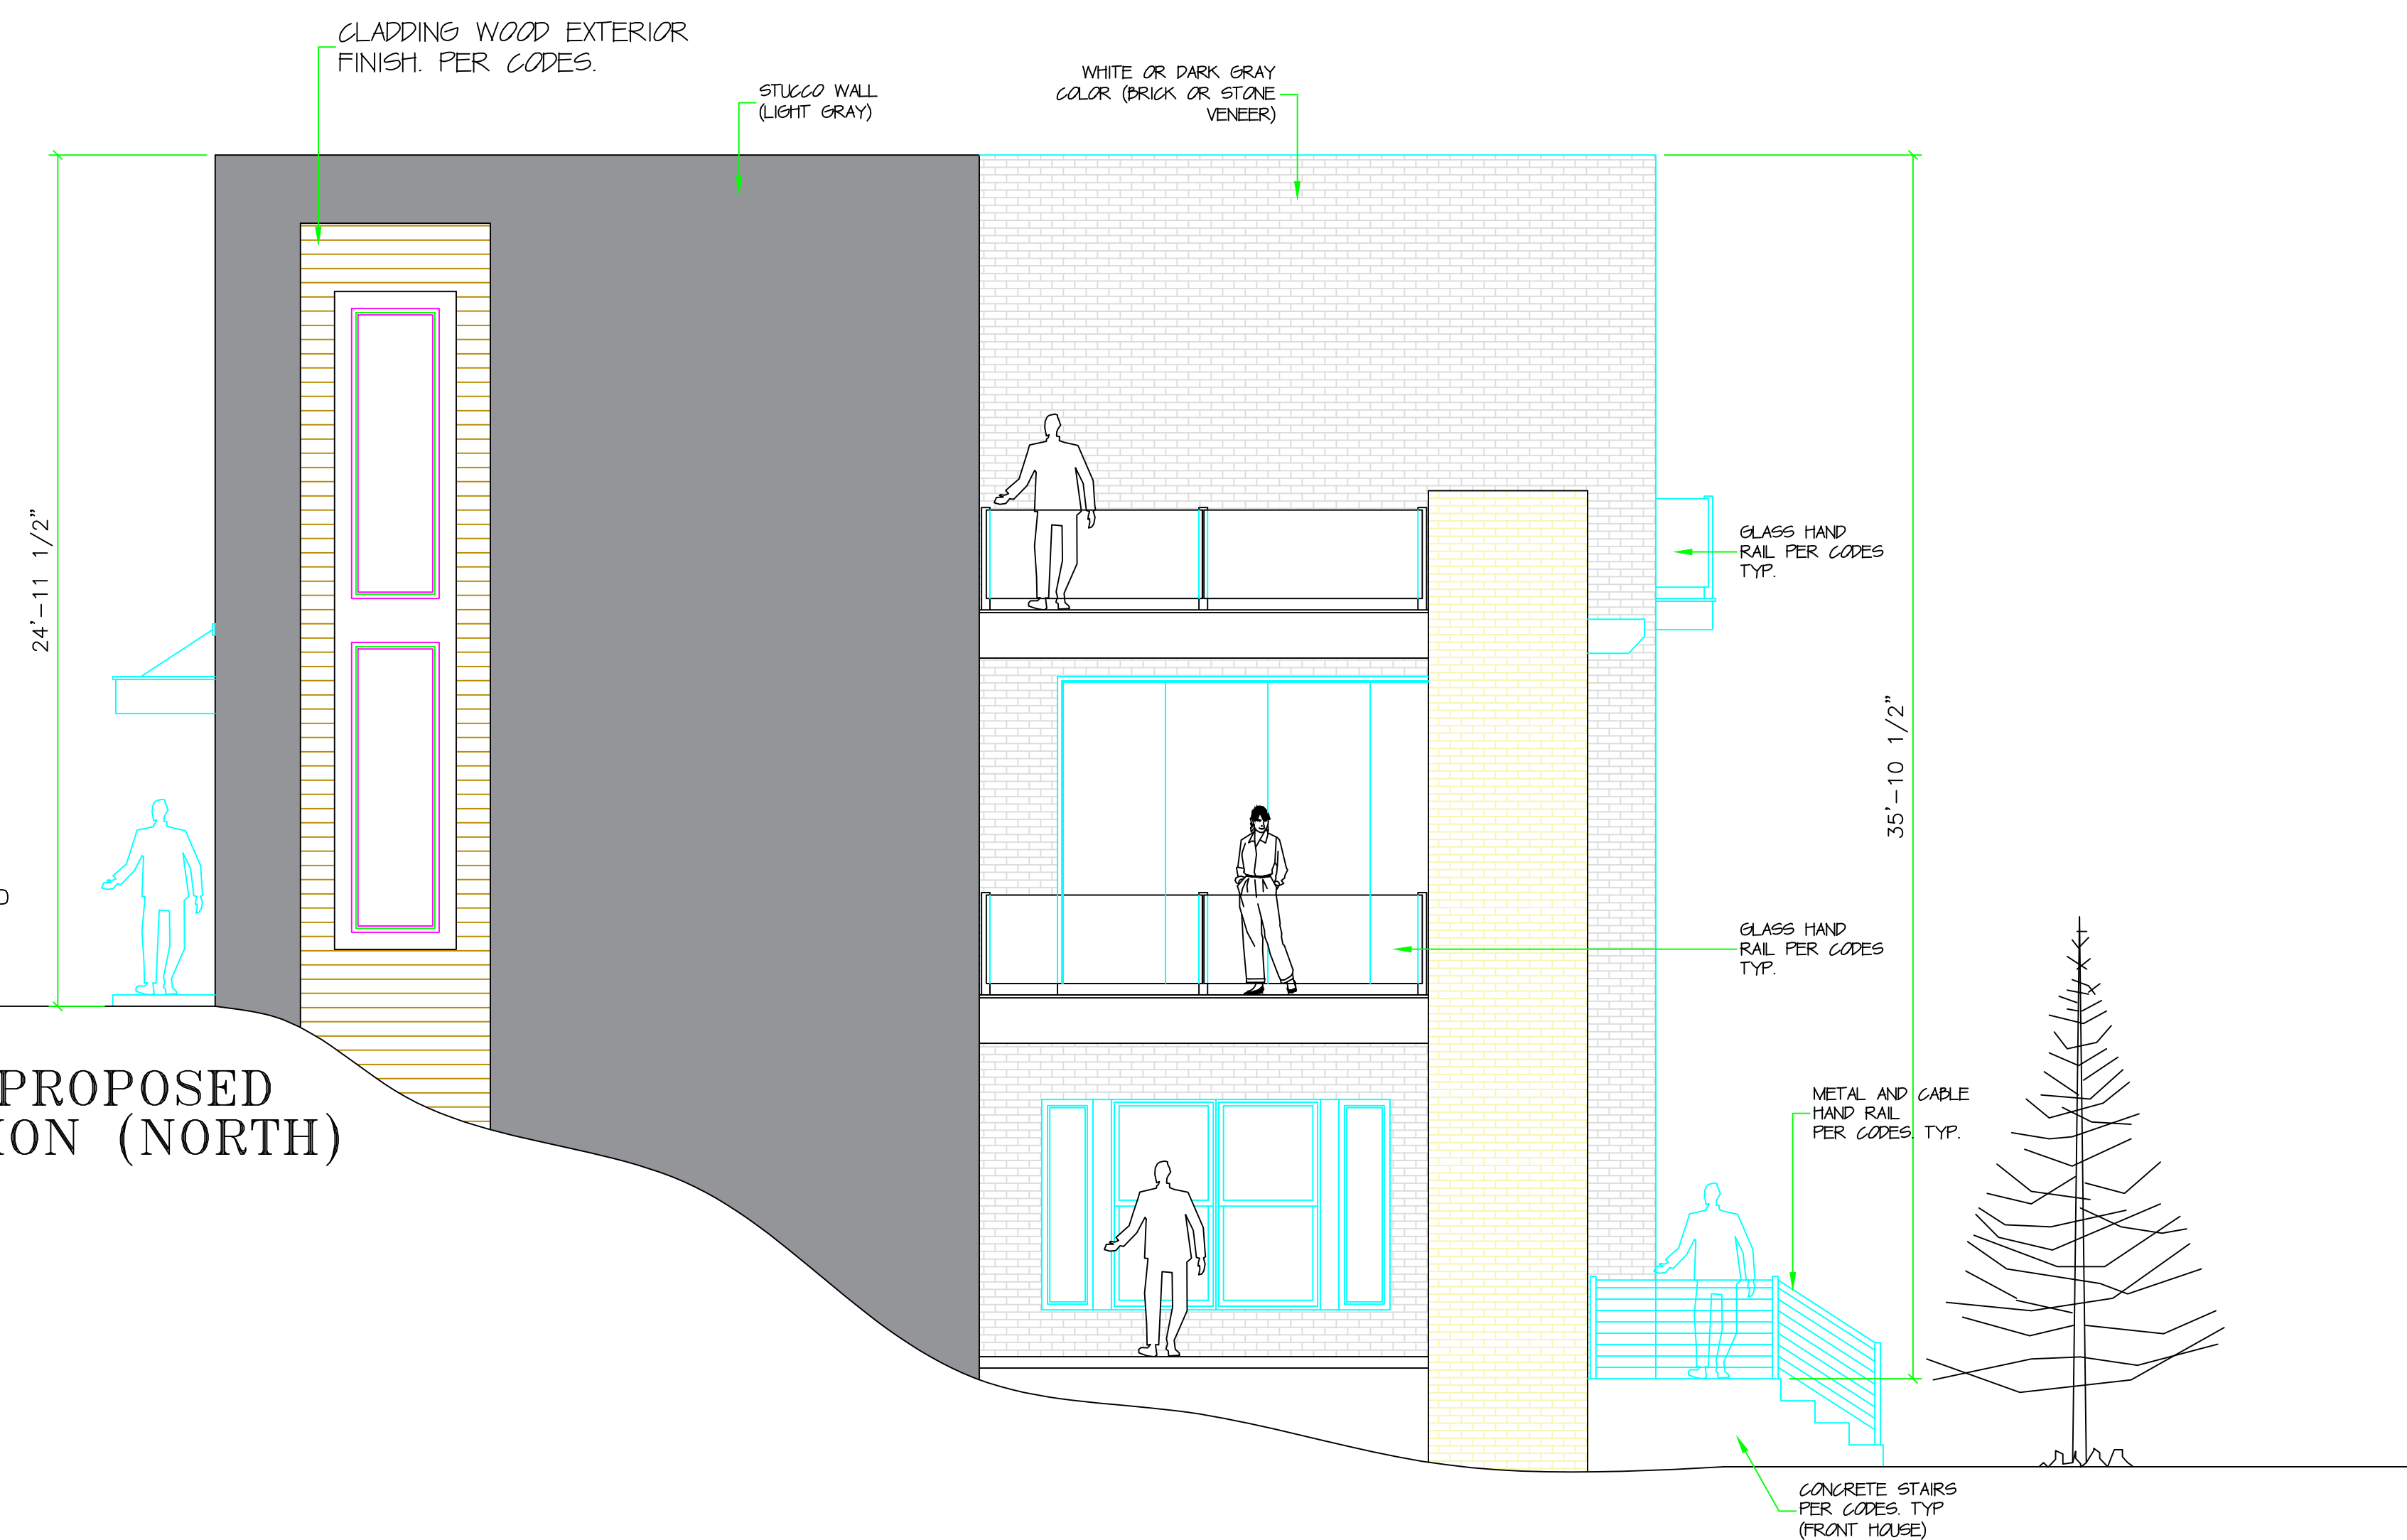 CLADDING WOOD EXTERIOR
FINISH. PER CODES.
STUCCO WALL
(LIGHT GRAY)
WHITE OR DARK GRAY
COLOR (BRICK OR STONE
VENEER)
24'-11 1/2"
GLASS HAND
RAIL PER CODES
TYP.
35'-10 1/2"
GLASS HAND
RAIL PER CODES
TYP.
METAL AND CABLE
HAND RAIL
PER CODES. TYP.
PROPOSED
ION (NORTH)
CONCRETE STAIRS
PER CODES. TYP
(FRONT HOUSE)